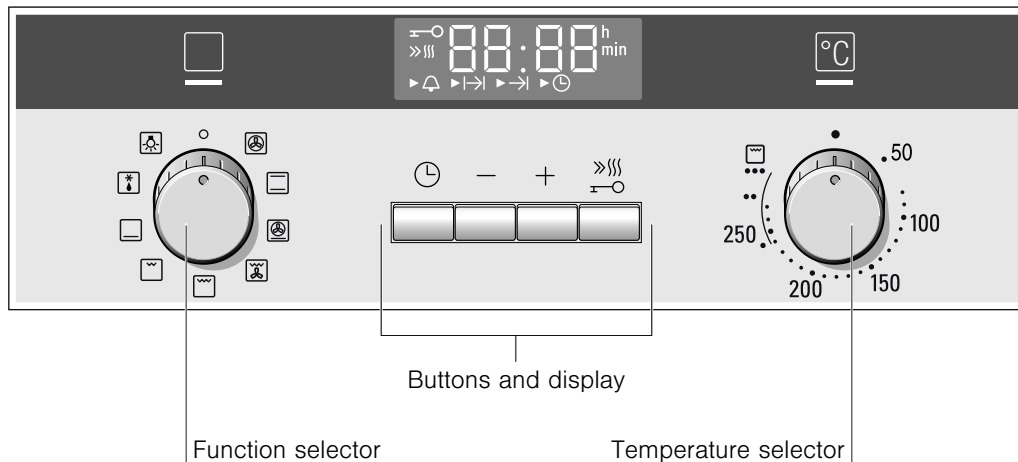 88:88 h
min
°C
50
100
150
200
250
− +
Buttons and display
Function selector Temperature selector